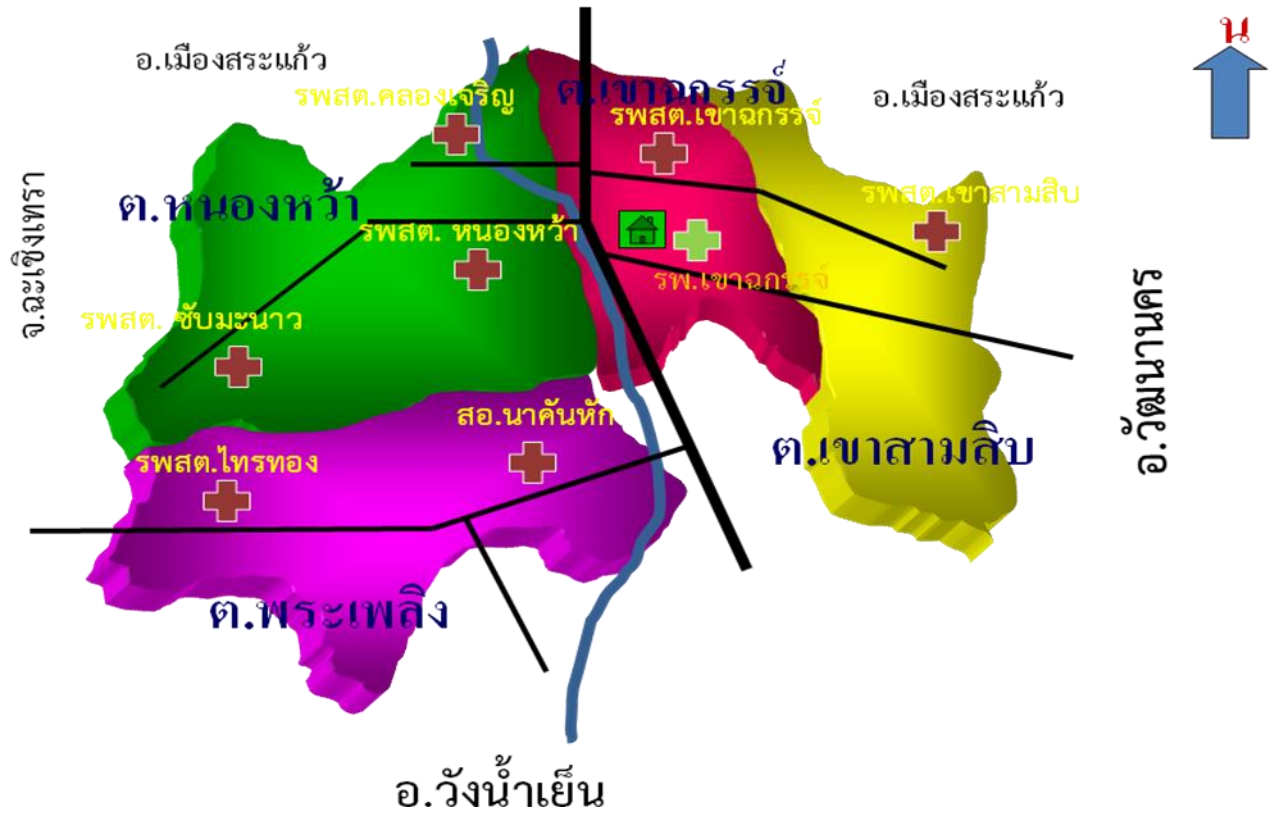 น
อ.เมืองสระแก้ว
อ.เมืองสระแก้ว
ต.เขาฉกรรจ์
รพสต.คลองเจริญ
รพสต.เขาฉกรรจ์
รพสต.เขาสามสิบ
ต.หนองหว้า
รพสต. หนองหว้า
จ.ฉะเชิงเทรา
รพ.เขาฉกรรจ์
รพสต. ซับมะนาว
อ.วัฒนานคร
สอ.นาคันหัก
ต.เขาสามสิบ
รพสต.ไทรทอง
ต.พระเพลิง
อ.วังน้ำเย็น